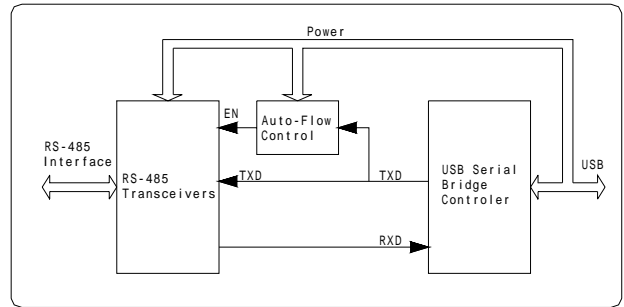 Power
EN
Auto-Flow
Control
RS-485
Interface
RS-485
Transceivers
TXD
TXD
USB Serial
Bridge
Controler
USB
RXD